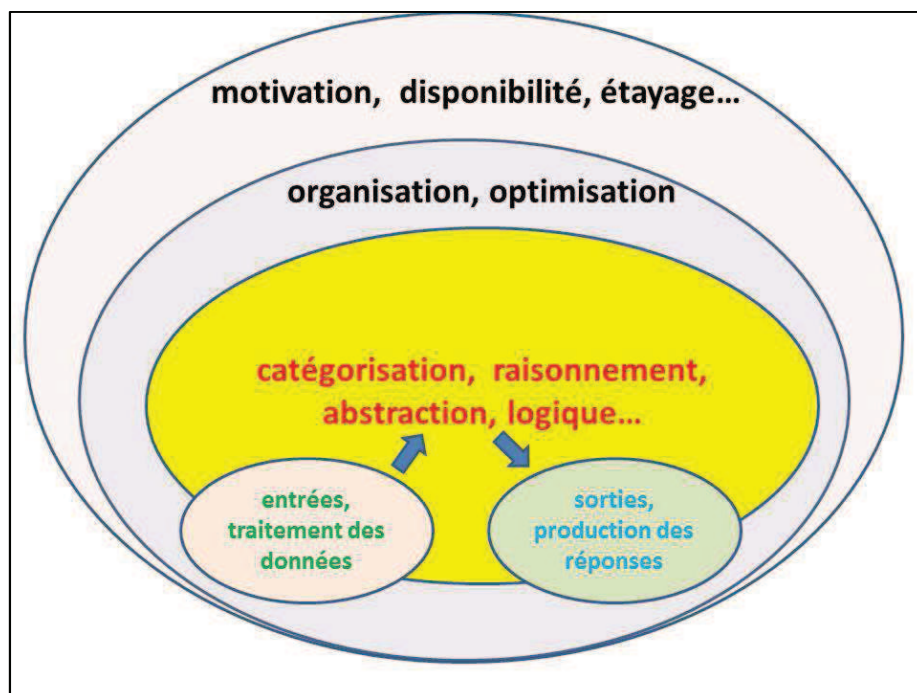 motivation, disponibilité, étayage...
organisation, optimisation
catégorisation, raisonnement,
abstraction, logique...
entrées,
traitement des
données
sorties,
production des
réponses